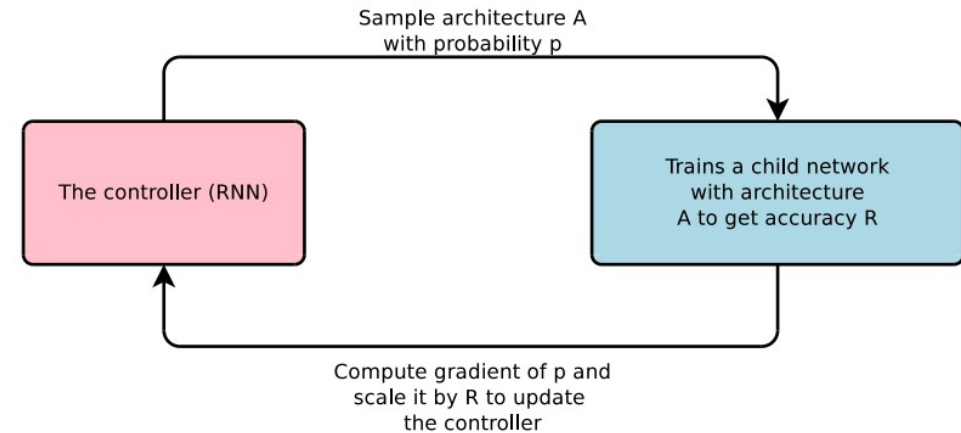 Sample architecture A
with probability p
The controller (RNN)
Trains a child network
with architecture
A to get accuracy R
Compute gradient of p and
scale it by R to update
the controller